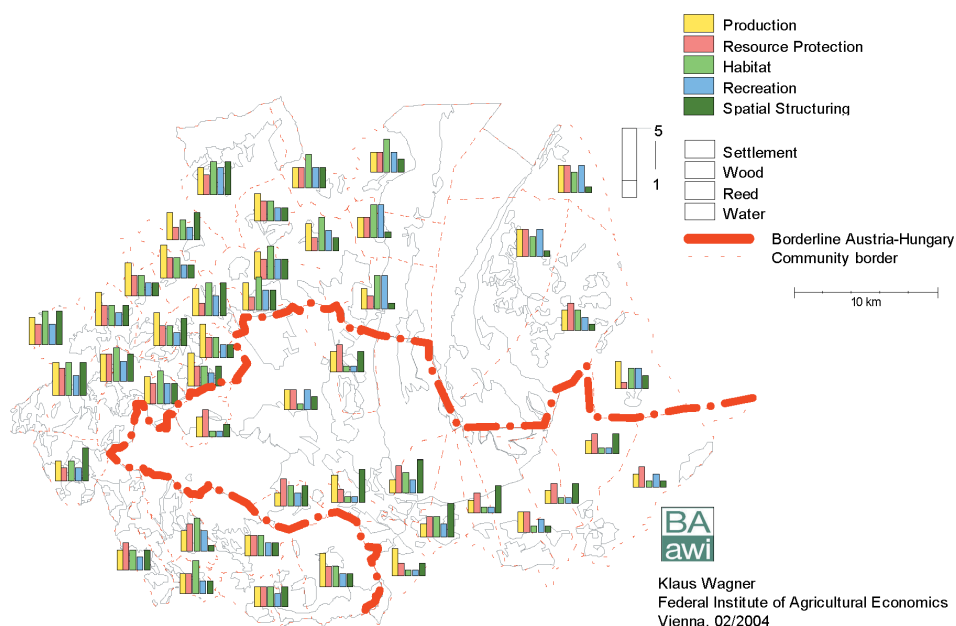 Production
Resource Protection
Habitat
Recreation
Spatial Structuring
5
1
Settlement
Wood
Reed
Water
Borderline Austria-Hungary
Community border
10 km
BA
awi
Klaus Wagner
Federal Institute of Agricultural Economics
Vienna, 02/2004